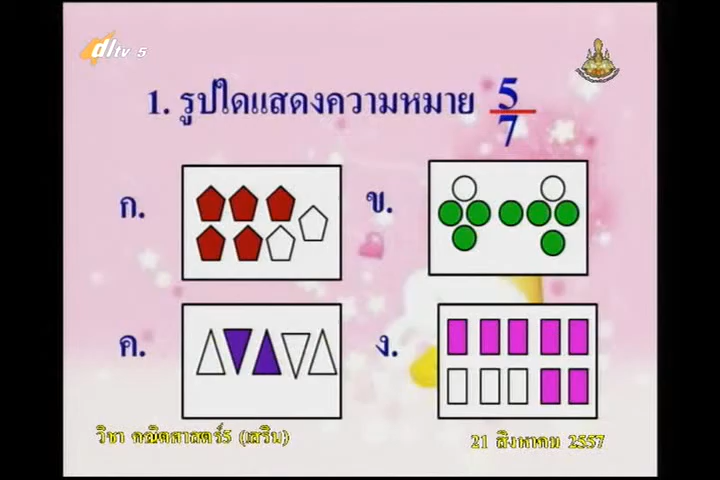 dltv 5
1. รูปใดแสดงความหมาย 5/7
ก.
ข.
ค.
ง.
วิชา คณิตศาสตร์5 (เสริม)
21 สิงหาคม 2557